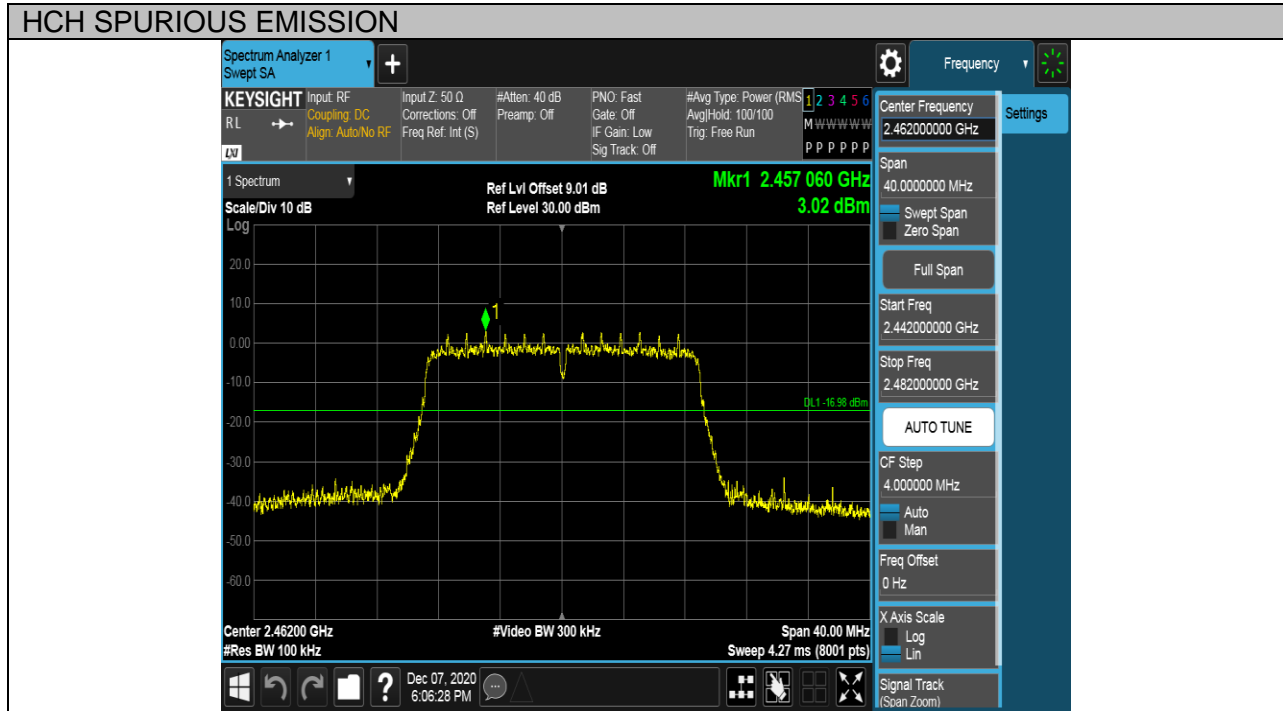 HCH SPURIOUS EMISSION
Spectrum Analyzer 1
Swept SA
+
Frequency
KEYSIGHT
RL
LXI
Input: RF
Coupling: DC
Align: Auto/No RF
Input Z: 50 Ω
Corrections: Off
Freq Ref: Int (S)
#Atten: 40 dB
Preamp: Off
PNO: Fast
Gate: Off
IF Gain: Low
Sig Track: Off
#Avg Type: Power (RMS
Avg|Hold: 100/100
Trig: Free Run
1 2 3 4 5 6
M W W W W W
P P P P P P
1 Spectrum
Scale/Div 10 dB
Ref Lvl Offset 9.01 dB
Ref Level 30.00 dBm
Mkr1 2.457 060 GHz
3.02 dBm
Log
20.0
10.0
1
0.00
-10.0
DL1 -16.98 dBm
-20.0
-30.0
-40.0
-50.0
-60.0
Center 2.46200 GHz
#Res BW 100 kHz
#Video BW 300 kHz
Span 40.00 MHz
Sweep 4.27 ms (8001 pts)
Center Frequency
2.462000000 GHz
Settings
Span
40.0000000 MHz
Swept Span
Zero Span
Full Span
Start Freq
2.442000000 GHz
Stop Freq
2.482000000 GHz
AUTO TUNE
CF Step
4.000000 MHz
Auto
Man
Freq Offset
0 Hz
X Axis Scale
Log
Lin
Signal Track
(Span Zoom)
?
Dec 07, 2020
6:06:28 PM